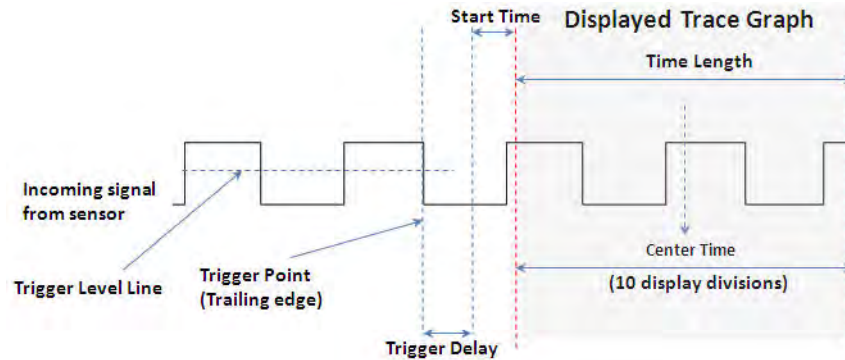 Start Time
Displayed Trace Graph
Time Length
Incoming signal
from sensor
Trigger Level Line
Trigger Point
(Trailing edge)
Center Time
(10 display divisions)
Trigger Delay